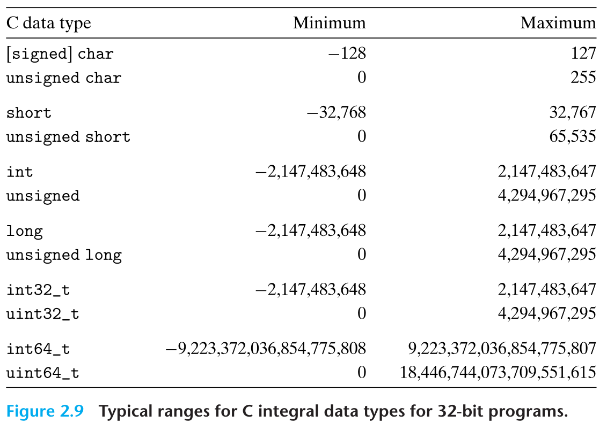 C data type Minimum Maximum
[signed] char −128 127
unsigned char 0 255
short −32,768 32,767
unsigned short 0 65,535
int −2,147,483,648 2,147,483,647
unsigned 0 4,294,967,295
long −2,147,483,648 2,147,483,647
unsigned long 0 4,294,967,295
int32_t −2,147,483,648 2,147,483,647
uint32_t 0 4,294,967,295
int64_t −9,223,372,036,854,775,808 9,223,372,036,854,775,807
uint64_t 0 18,446,744,073,709,551,615
Figure 2.9 Typical ranges for C integral data types for 32-bit programs.